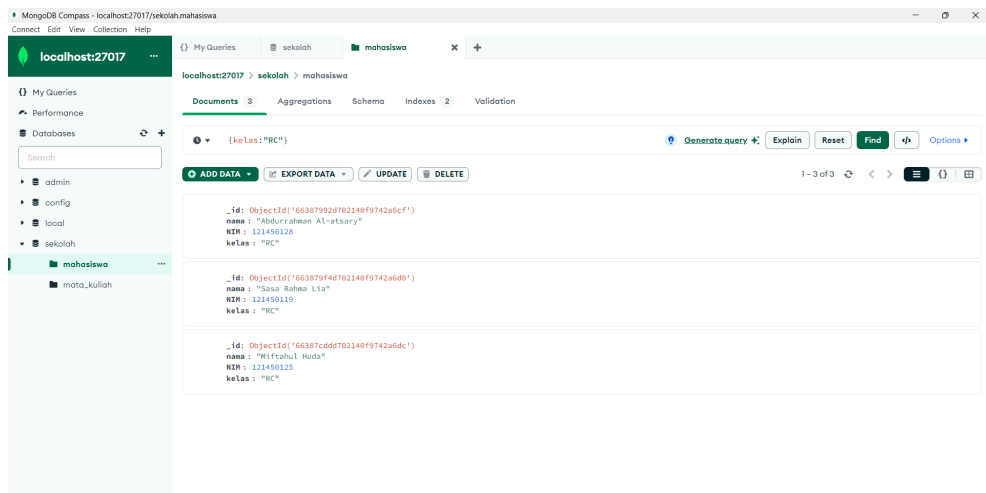 MongoDB Compass - localhost:27017/sekolah.mahasiswa
Connect Edit View Collection Help
localhost:27017 ...
{} My Queries
Performance
Databases
Search
admin
config
local
sekolah
mahasiswa ...
mata_kuliah
{} My Queries sekolah mahasiswa
localhost:27017 > sekolah > mahasiswa
Documents 3 Aggregations Schema Indexes 2 Validation
{kelas:"RC"} Generate query Explain Reset Find </> Options
ADD DATA EXPORT DATA UPDATE DELETE 1 – 3 of 3 {}
_id: ObjectId('66387992d702140f9742a6cf')
nama : "Abdurrahman Al-atsary"
NIM : 121450128
kelas : "RC"
_id: ObjectId('663879f4d702140f9742a6d0')
nama : "Sasa Rahma Lia"
NIM : 121450119
kelas : "RC"
_id: ObjectId('66387cddd702140f9742a6dc')
nama : "Miftahul Huda"
NIM : 121450125
kelas : "RC"